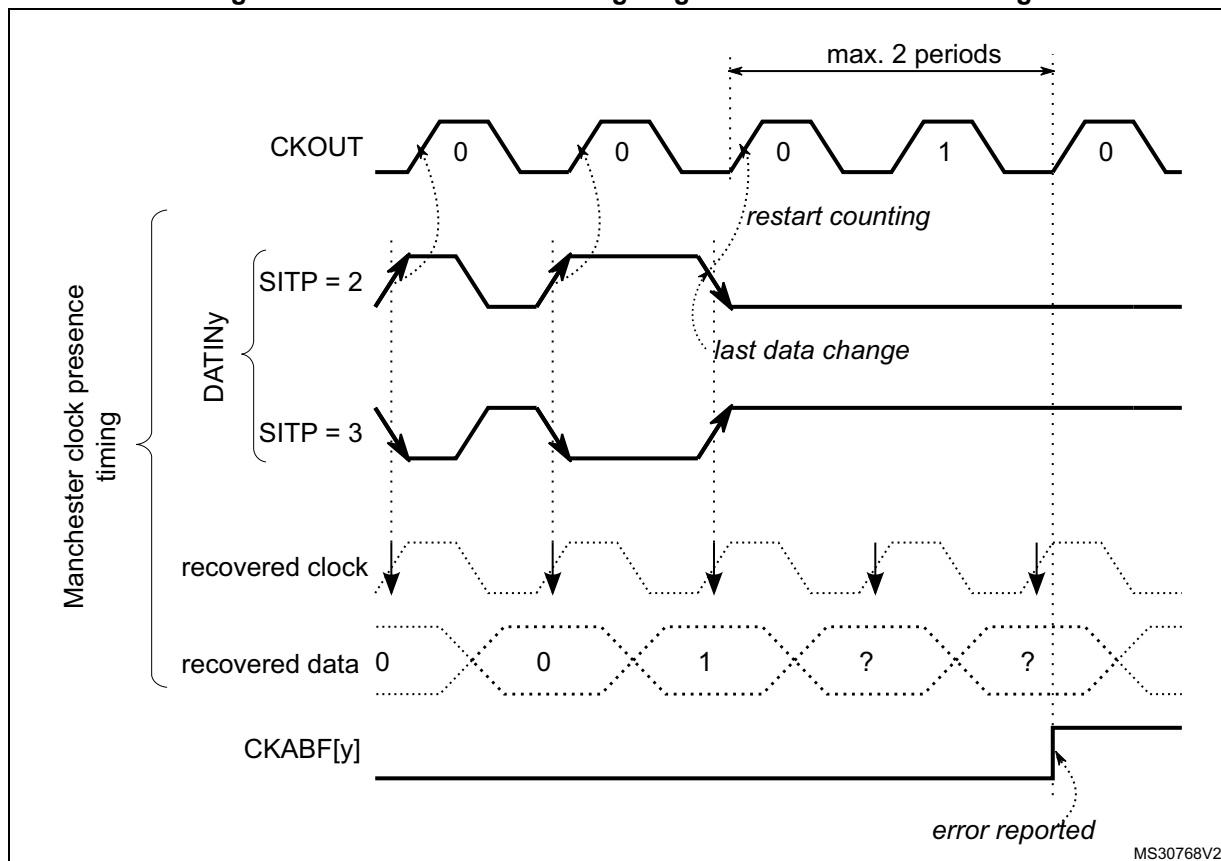 max. 2 periods
CKOUT
0 0 0 1 0
restart counting
SITP = 2
last data change
DATINy
SITP = 3
Manchester clock presence
timing
recovered clock
recovered data
0 0 1 ? ?
CKABF[y]
error reported
MS30768V2